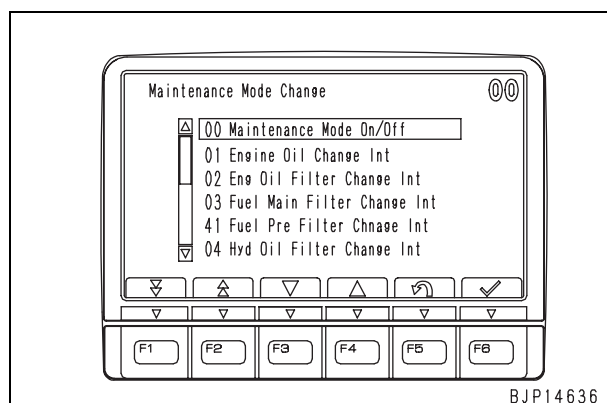 Maintenance Mode Change 00
00 Maintenance Mode On/Off
01 Engine Oil Change Int
02 Eng Oil Filter Change Int
03 Fuel Main Filter Change Int
41 Fuel Pre Filter Chnage Int
04 Hyd Oil Filter Change Int
F1 F2 F3 F4 F5 F6
BJP14636